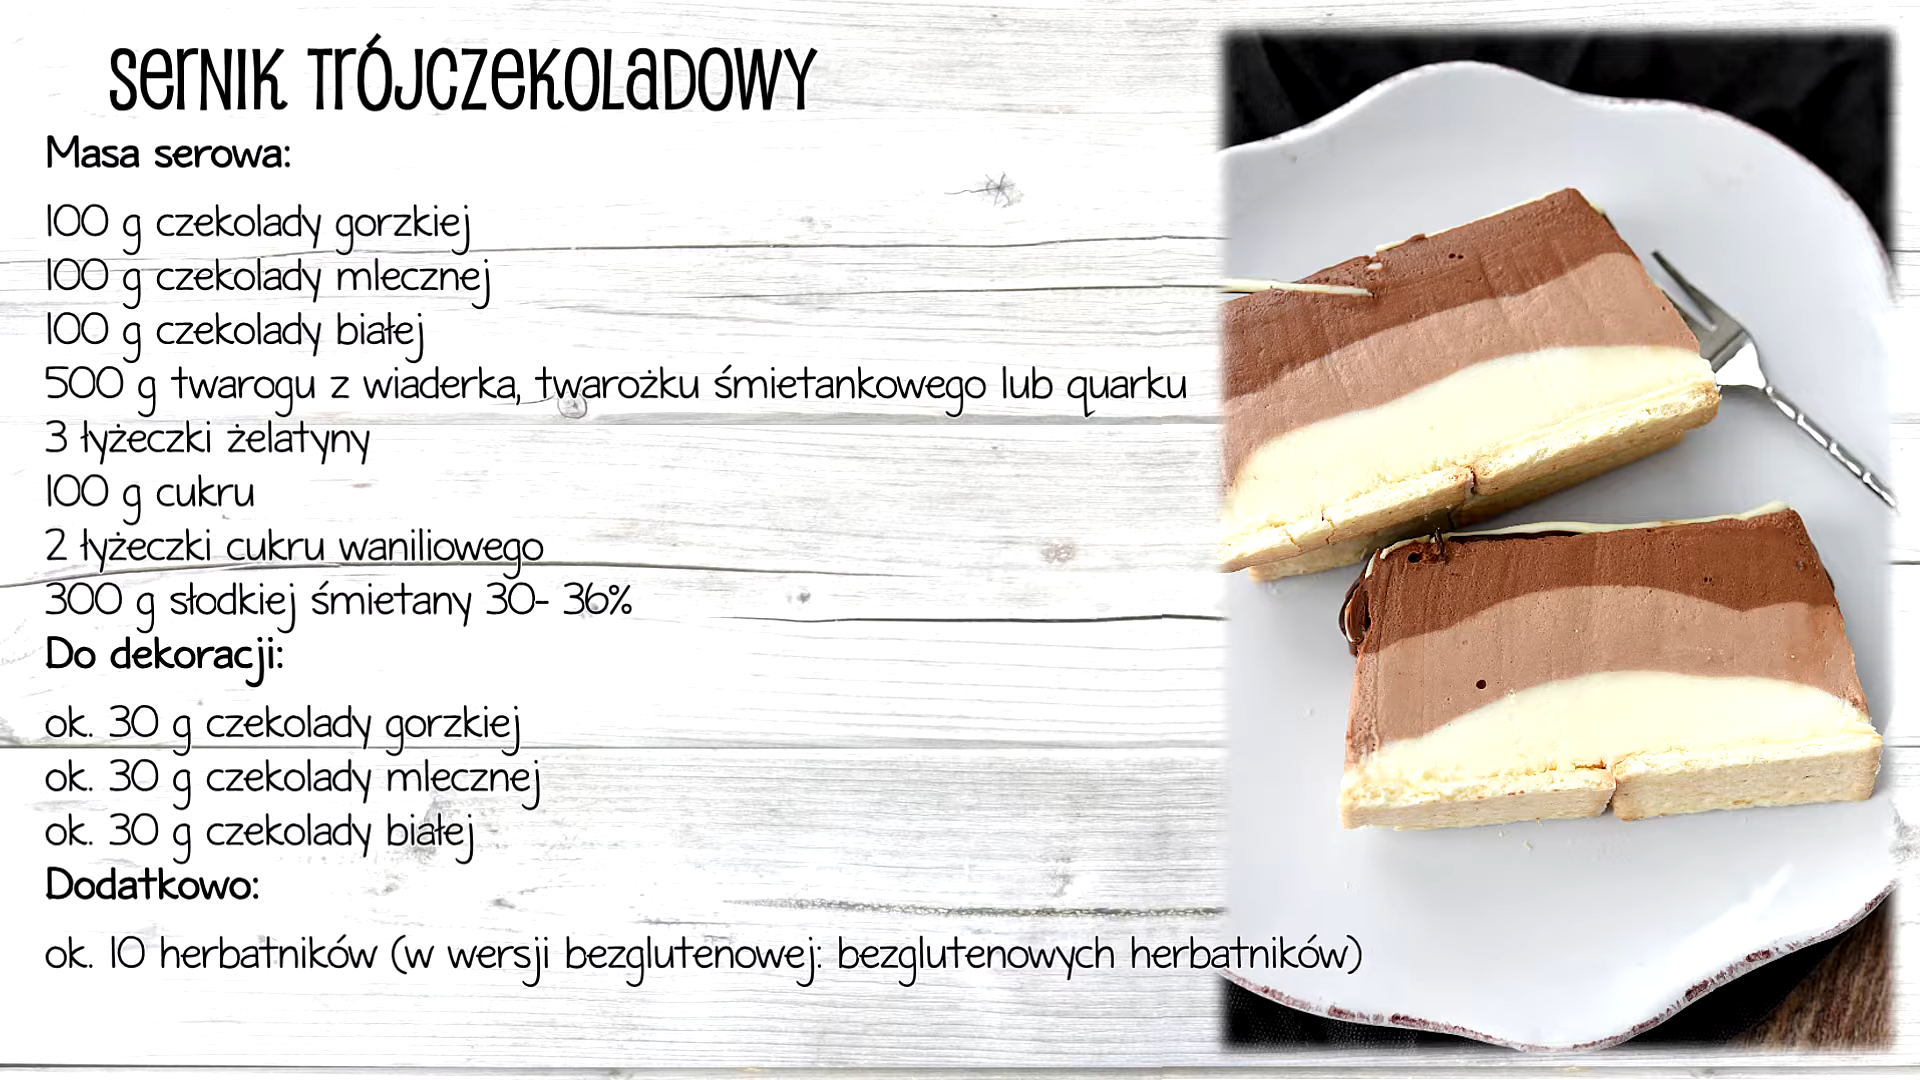 Sernik trójczekoladowy
Masa serowa:
100 g czekolady gorzkiej
100 g czekolady mlecznej
100 g czekolady białej
500 g twarogu z wiaderka, twarożku śmietankowego lub quarku
3 łyżeczki żelatyny
100 g cukru
2 łyżeczki cukru waniliowego
300 g słodkiej śmietany 30- 36%
Do dekoracji:
ok. 30 g czekolady gorzkiej
ok. 30 g czekolady mlecznej
ok. 30 g czekolady białej
Dodatkowo:
ok. 10 herbatników (w wersji bezglutenowej: bezglutenowych herbatników)